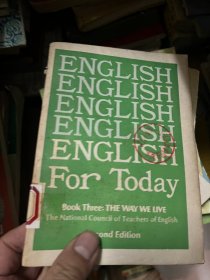 ENGLISH
ENGLISH
ENGLISH
ENGLISH
ENGLISH
For Today
Book Three: THE WAY WE LIVE
The National Council of Teachers of English
ond Edition